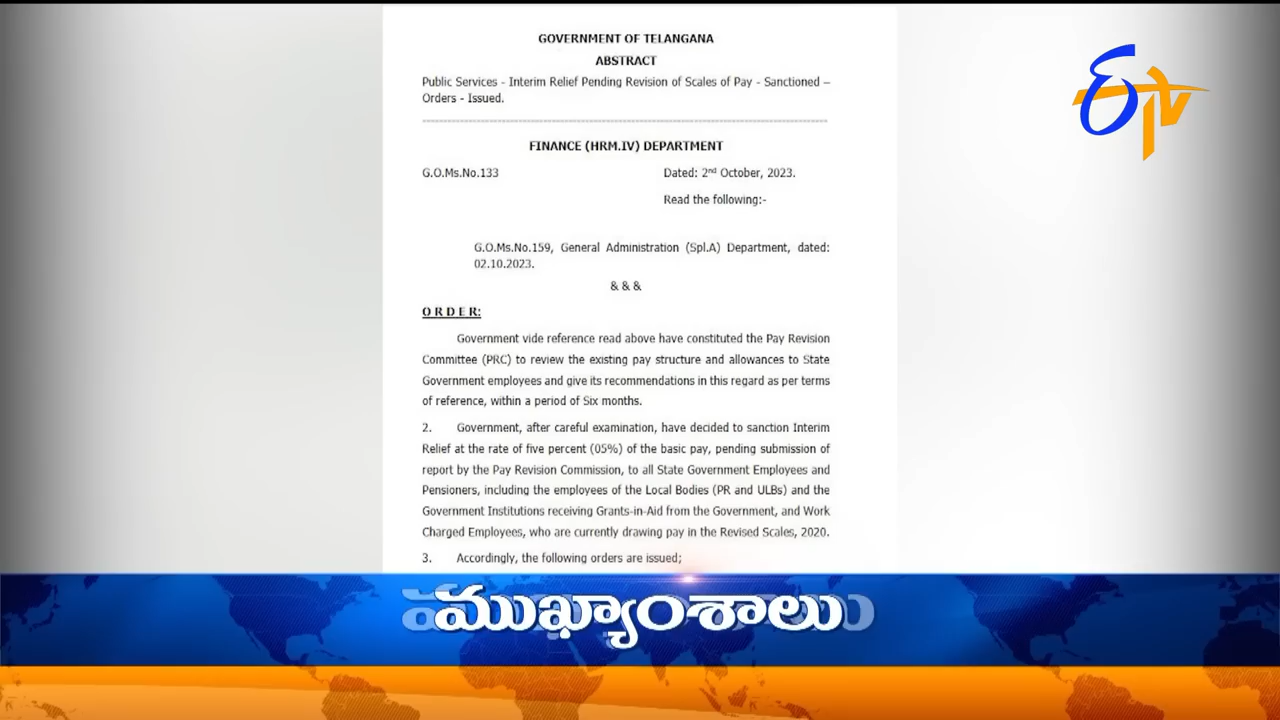 GOVERNMENT OF TELANGANA
ABSTRACT
Public Services - Interim Relief Pending Revision of Scales of Pay - Sanctioned –
Orders - Issued.
--------------------------------------------------------------------------------
FINANCE (HRM.IV) DEPARTMENT
G.O.Ms.No.133 Dated: 2nd October, 2023.
Read the following:-
G.O.Ms.No.159, General Administration (Spl.A) Department, dated:
02.10.2023.
& & &
O R D E R:
Government vide reference read above have constituted the Pay Revision
Committee (PRC) to review the existing pay structure and allowances to State
Government employees and give its recommendations in this regard as per terms
of reference, within a period of Six months.
2. Government, after careful examination, have decided to sanction Interim
Relief at the rate of five percent (05%) of the basic pay, pending submission of
report by the Pay Revision Commission, to all State Government Employees and
Pensioners, including the employees of the Local Bodies (PR and ULBs) and the
Government Institutions receiving Grants-in-Aid from the Government, and Work
Charged Employees, who are currently drawing pay in the Revised Scales, 2020.
3. Accordingly, the following orders are issued;
ETV
ముఖ్యాంశాలు